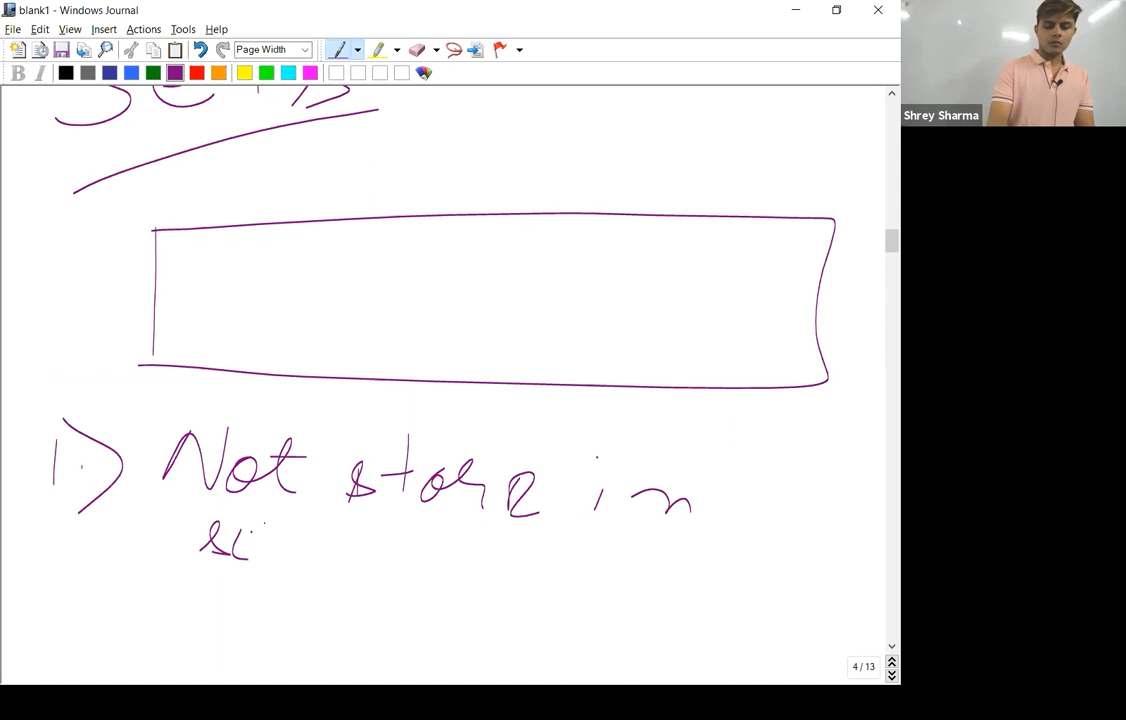 blank1 - Windows Journal
File Edit View Insert Actions Tools Help
Page Width
B I
Shrey Sharma
1.) Not store in
4 / 13